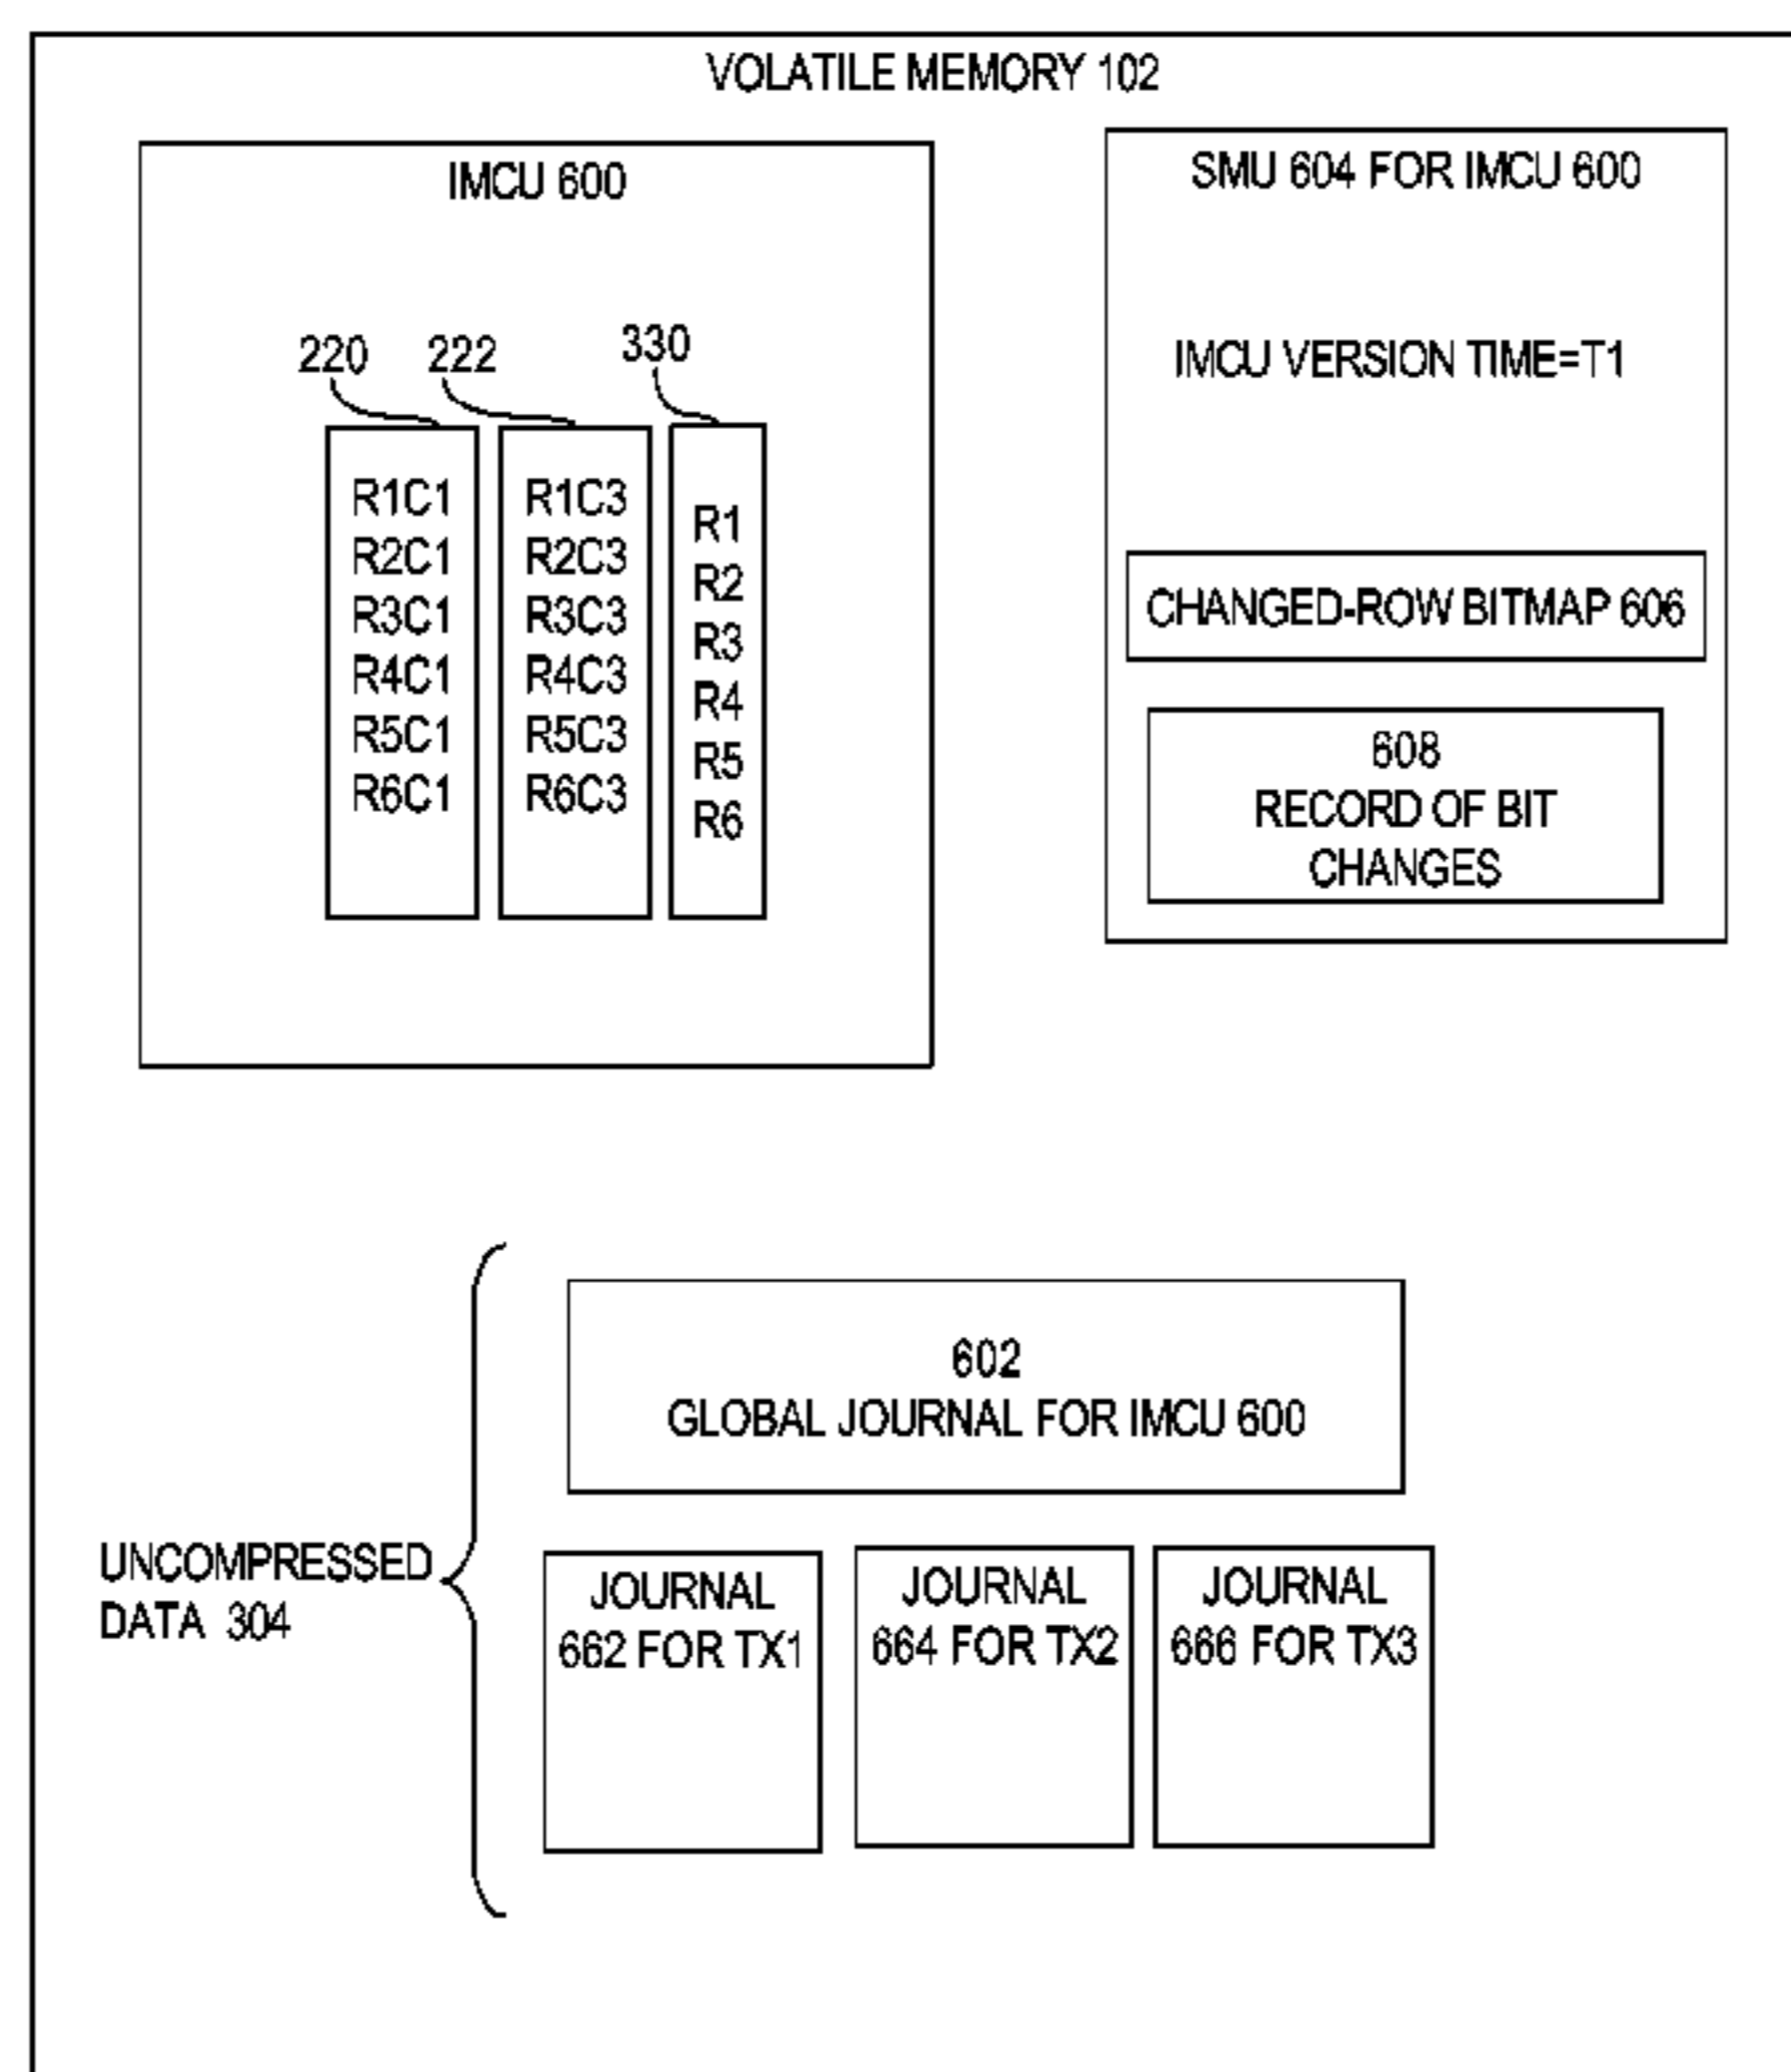 VOLATILE MEMORY 102
IMCU 600
220
222
330
R1C1
R2C1
R3C1
R4C1
R5C1
R6C1
R1C3
R2C3
R3C3
R4C3
R5C3
R6C3
R1
R2
R3
R4
R5
R6
SMU 604 FOR IMCU 600
IMCU VERSION TIME=T1
CHANGED-ROW BITMAP 606
608
RECORD OF BIT
CHANGES
UNCOMPRESSED
DATA 304
602
GLOBAL JOURNAL FOR IMCU 600
JOURNAL
662 FOR TX1
JOURNAL
664 FOR TX2
JOURNAL
666 FOR TX3